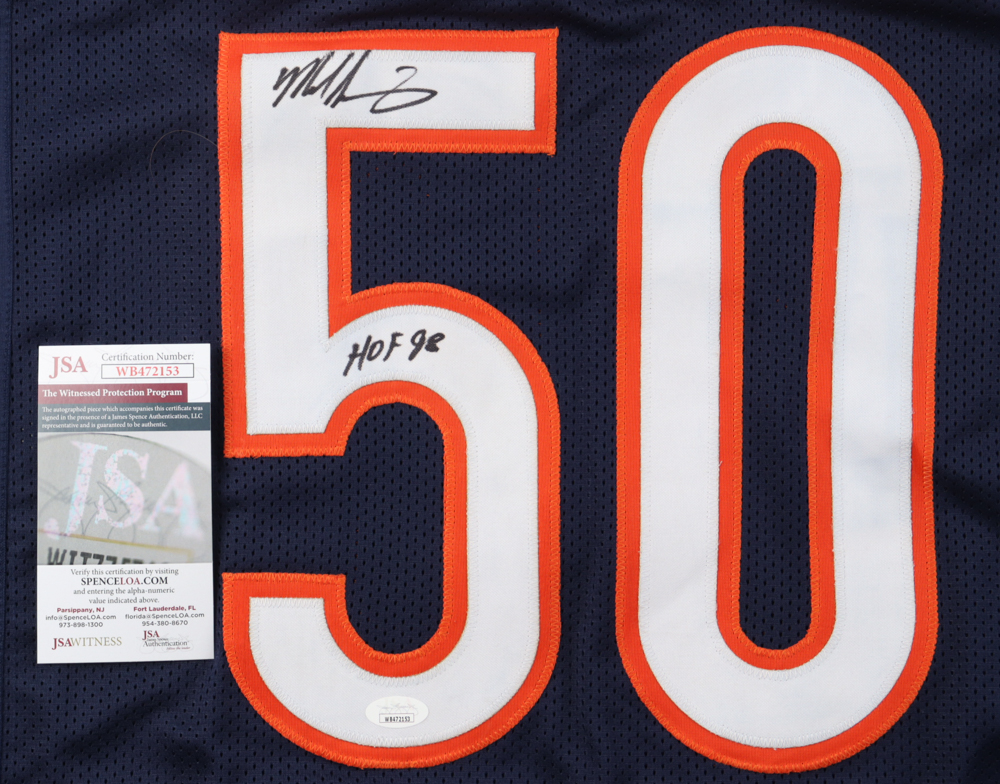 50
HOF 98
JSA
Certification Number:
WB472153
The Witnessed Protection Program
The autographed piece which accompanies this certificate was
signed in the presence of a James Spence Authentication, LLC
representative and is guaranteed to be authentic.
JSA
Verify this certification by visiting
SPENCELOA.COM
and entering the alpha-numeric
value indicated above.
Parsippany, NJ
info@SpenceLOA.com
973-898-1300
Fort Lauderdale, FL
florida@SpenceLOA.com
954-380-8670
JSAWITNESS
JSA
Authentication
WB472153